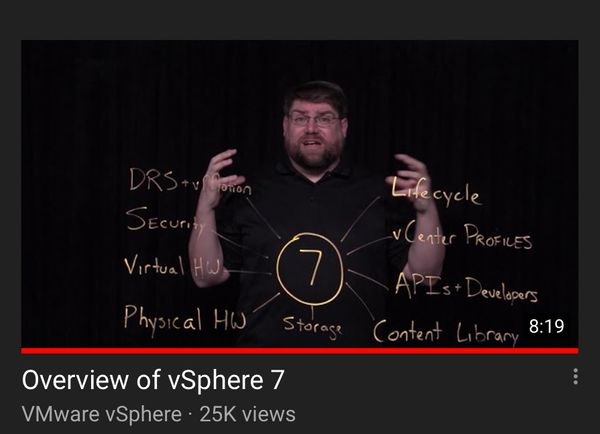 DRS+vMotion
Lifecycle
Security
vCenter PROFILES
Virtual HW
7
APIs+Developers
Physical HW
Storage
Content Library
8:19
Overview of vSphere 7
VMware vSphere · 25K views